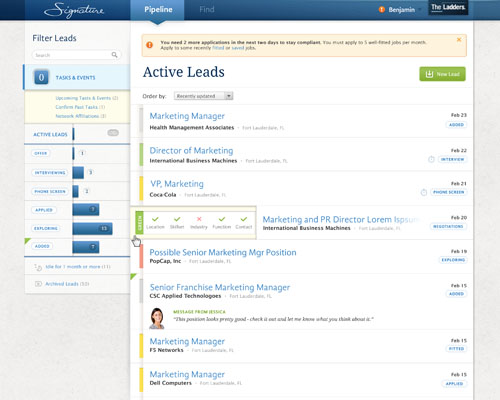 Signature
Pipeline
Find
Benjamin
The Ladders.
Filter Leads
Search
0
TASKS & EVENTS
Upcoming Tasks & Events (2)
Confirm Past Tasks (1)
Network Affiliations (3)
ACTIVE LEADS
OFFER
1
INTERVIEWING
3
PHONE SCREEN
2
APPLIED
7
EXPLORING
15
ADDED
7
Idle for 1 month or more (11)
Archived Leads (53)
You need 2 more applications in the next two days to stay compliant. You must apply to 5 well-fitted jobs per month.
Apply to some recently fitted or saved jobs.
Active Leads
New Lead
Order by:
Recently updated
Marketing Manager
Health Management Associates - Fort Lauderdale, FL
Feb 23
ADDED
Director of Marketing
International Business Machines - Fort Lauderdale, FL
Feb 22
INTERVIEW
VP, Marketing
Coca-Cola - Fort Lauderdale, FL
Feb 21
PHONE SCREEN
GREEN
Location
Skillset
Industry
Function
Contact
Marketing and PR Director Lorem Ipsum
International Business Machines - Fort Lauderdale, FL
Feb 20
NEGOTIATIONS
Possible Senior Marketing Mgr Position
PopCap, Inc - Fort Lauderdale, FL
Feb 19
EXPLORING
Senior Franchise Marketing Manager
CSC Applied Technologoes - Fort Lauderdale, FL
Feb 15
ADDED
MESSAGE FROM JESSICA
"This position looks pretty good - check it out and let me know what you think about it."
Marketing Manager
F5 Networks - Fort Lauderdale, FL
Feb 15
FITTED
Marketing Manager
Dell Computers - Fort Lauderdale, FL
Feb 15
APPLIED